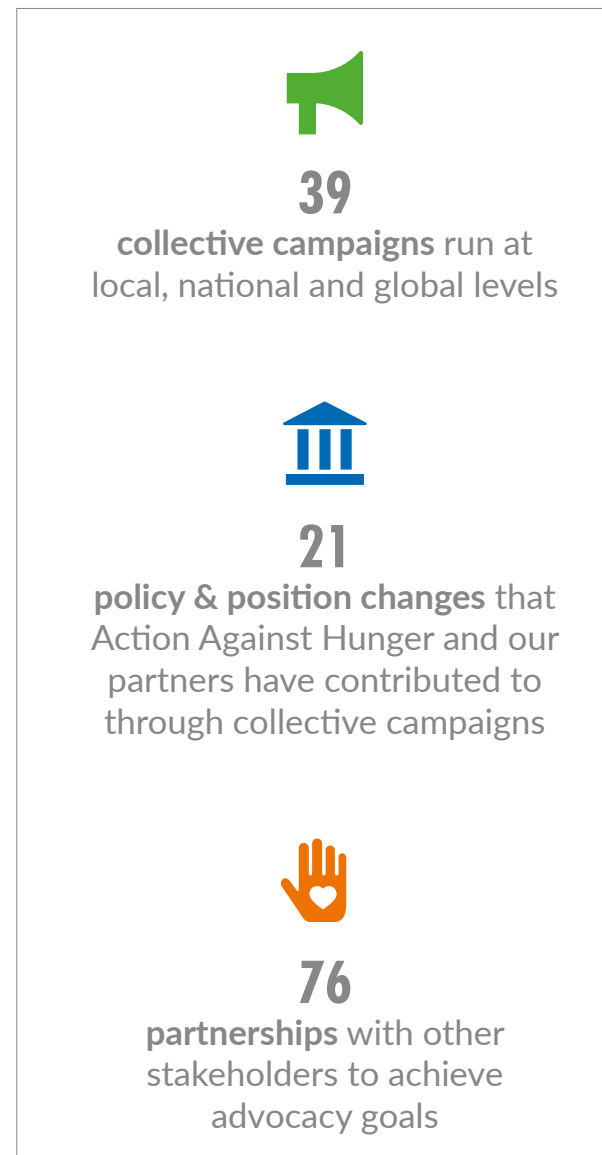 39
collective campaigns run at
local, national and global levels
21
policy & position changes that
Action Against Hunger and our
partners have contributed to
through collective campaigns
76
partnerships with other
stakeholders to achieve
advocacy goals